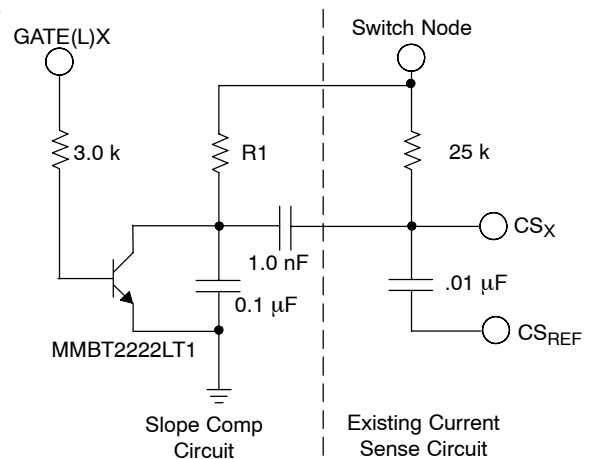 Switch Node
GATE(L)X
3.0 k
R1
25 k
CSX
1.0 nF
.01 μF
0.1 μF
CSREF
MMBT2222LT1
Slope Comp
Circuit
Existing Current
Sense Circuit